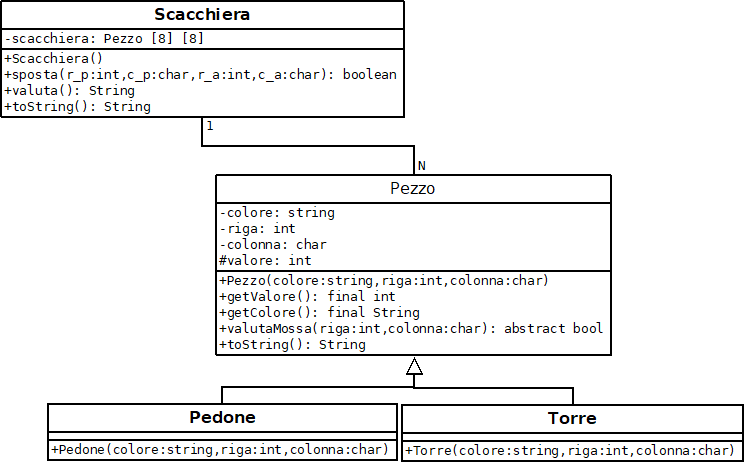 Scacchiera
-scacchiera: Pezzo [8] [8]
+Scacchiera()
+sposta(r_p:int,c_p:char,r_a:int,c_a:char): boolean
+valuta(): String
+toString(): String
1
N
Pezzo
-colore: string
-riga: int
-colonna: char
#valore: int
+Pezzo(colore:string,riga:int,colonna:char)
+getValore(): final int
+getColore(): final String
+valutaMossa(riga:int,colonna:char): abstract bool
+toString(): String
Pedone
+Pedone(colore:string,riga:int,colonna:char)
Torre
+Torre(colore:string,riga:int,colonna:char)